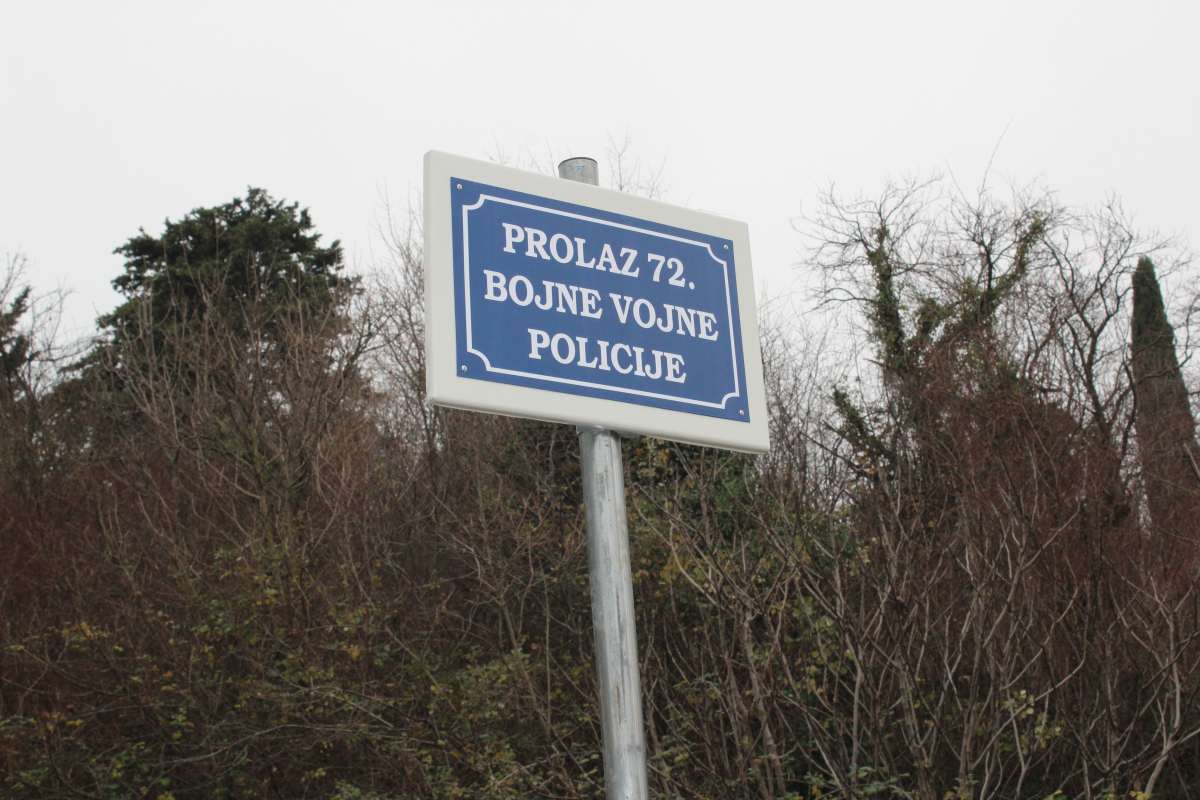 PROLAZ 72.
BOJNE VOJNE
POLICIJE